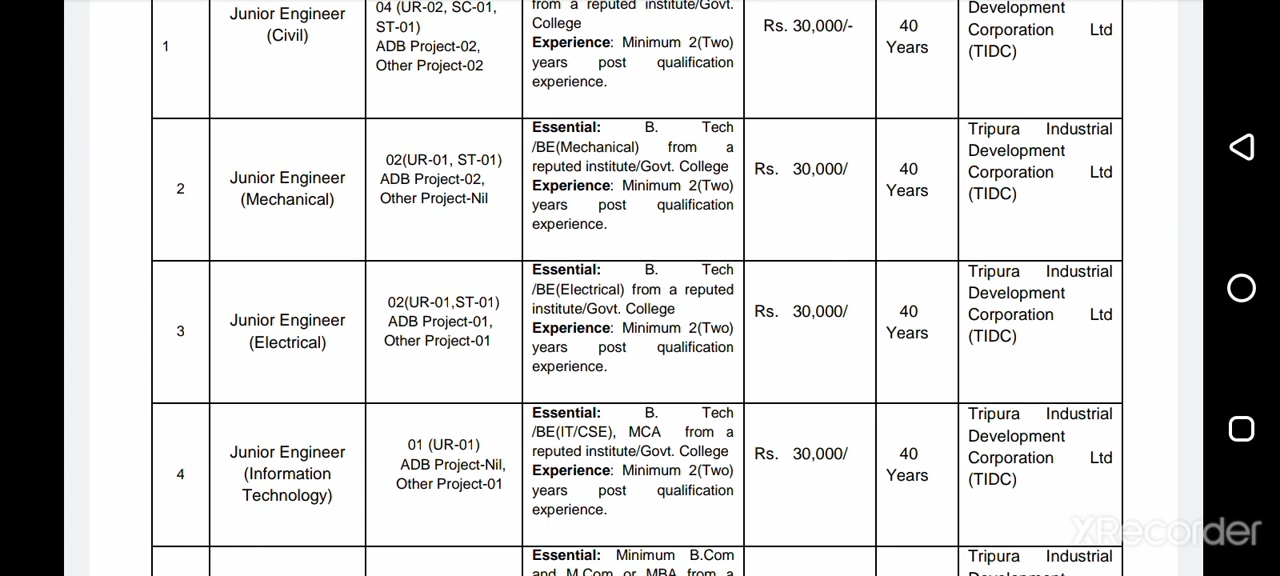 1
Junior Engineer
(Civil)
04 (UR-02, SC-01,
ST-01)
ADB Project-02,
Other Project-02
from a reputed institute/Govt.
College
Experience: Minimum 2(Two)
years post qualification
experience.
Rs. 30,000/-
40
Years
Development
Corporation Ltd
(TIDC)
2
Junior Engineer
(Mechanical)
02(UR-01, ST-01)
ADB Project-02,
Other Project-Nil
Essential: B. Tech
/BE(Mechanical) from a
reputed institute/Govt. College
Experience: Minimum 2(Two)
years post qualification
experience.
Rs. 30,000/
40
Years
Tripura Industrial
Development
Corporation Ltd
(TIDC)
3
Junior Engineer
(Electrical)
02(UR-01,ST-01)
ADB Project-01,
Other Project-01
Essential: B. Tech
/BE(Electrical) from a reputed
institute/Govt. College
Experience: Minimum 2(Two)
years post qualification
experience.
Rs. 30,000/
40
Years
Tripura Industrial
Development
Corporation Ltd
(TIDC)
4
Junior Engineer
(Information
Technology)
01 (UR-01)
ADB Project-Nil,
Other Project-01
Essential: B. Tech
/BE(IT/CSE), MCA from a
reputed institute/Govt. College
Experience: Minimum 2(Two)
years post qualification
experience.
Rs. 30,000/
40
Years
Tripura Industrial
Development
Corporation Ltd
(TIDC)
Essential: Minimum B.Com
and M.Com or MBA from a
Tripura Industrial
Development
XRecorder